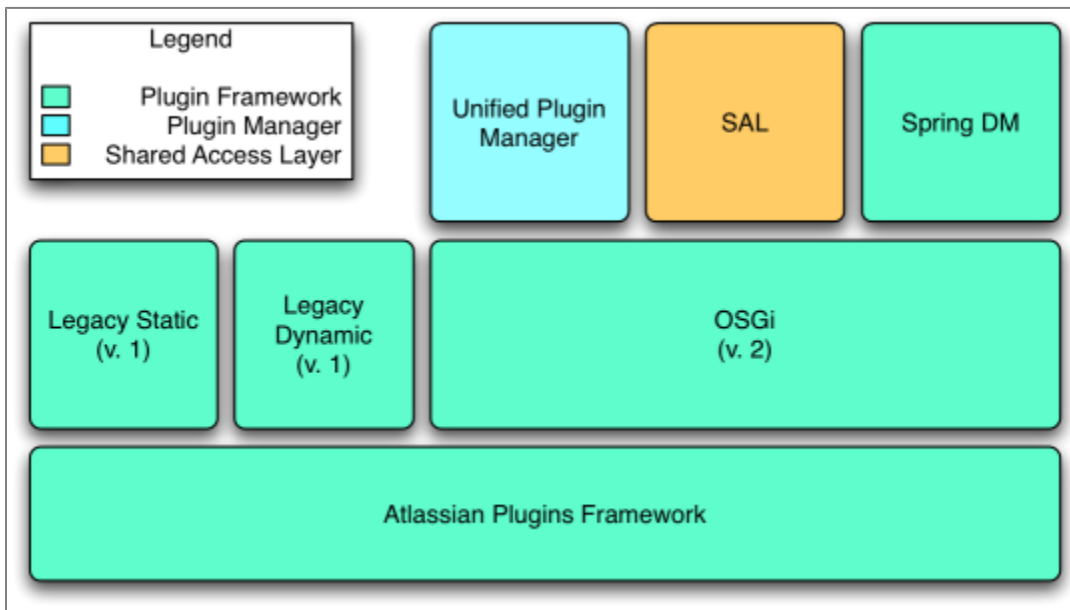 Legend
Plugin Framework
Plugin Manager
Shared Access Layer
Unified Plugin
Manager
SAL
Spring DM
Legacy Static
(v. 1)
Legacy
Dynamic
(v. 1)
OSGi
(v. 2)
Atlassian Plugins Framework